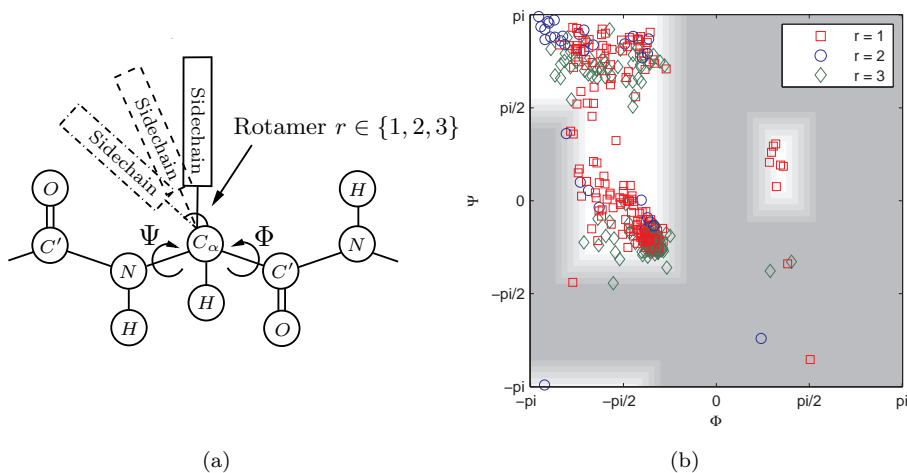 Sidechain
Sidechain
Sidechain
Rotamer r ∈ {1, 2, 3}
O
H
Ψ
Φ
C′
N
C_α
C′
N
H
H
O
(a)
pi
pi/2
0
−pi/2
−pi
Ψ
−pi
−pi/2
0
pi/2
pi
Φ
r = 1
r = 2
r = 3
(b)